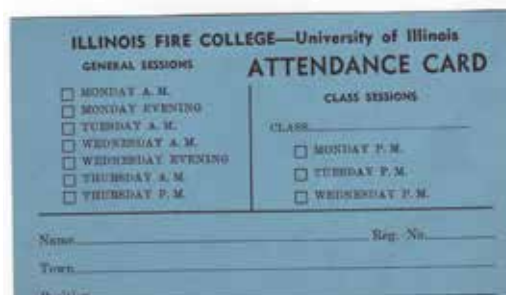 ILLINOIS FIRE COLLEGE—University of Illinois
GENERAL SESSIONS
ATTENDANCE CARD
MONDAY A. M.
MONDAY EVENING
TUESDAY A. M.
WEDNESDAY A. M.
WEDNESDAY EVENING
THURSDAY A. M.
THURSDAY P. M.
CLASS SESSIONS
CLASS
MONDAY P. M.
TUESDAY P. M.
WEDNESDAY P. M.
Name Reg. No.
Town
Position